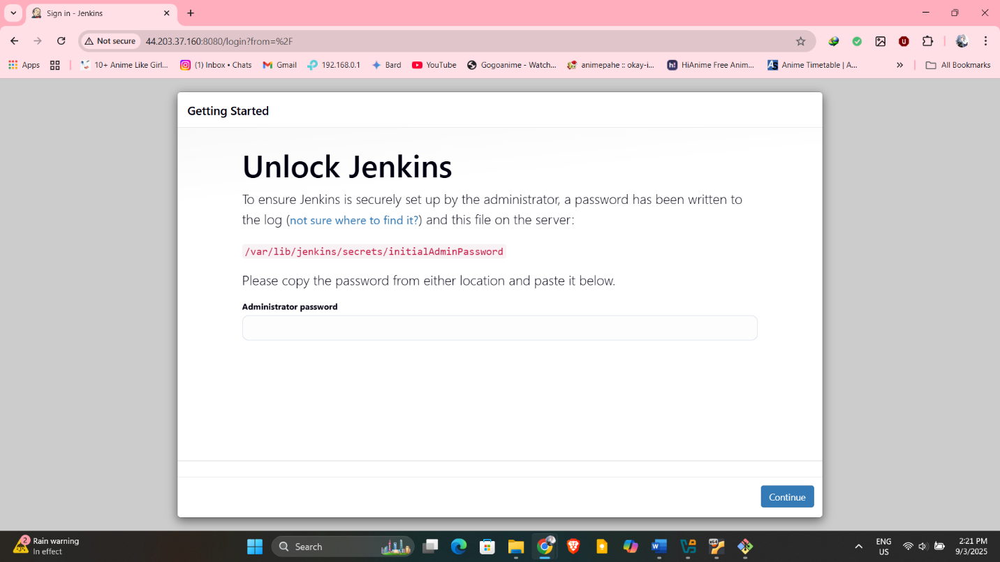 Sign in - Jenkins
Not secure
44.203.37.160:8080/login?from=%2F
Apps
10+ Anime Like Girl...
(1) Inbox • Chats
Gmail
192.168.0.1
Bard
YouTube
Gogoanime - Watch...
animepahe :: okay-i...
h!
HiAnime Free Anim...
AS
Anime Timetable | A...
»
All Bookmarks
Getting Started
Unlock Jenkins
To ensure Jenkins is securely set up by the administrator, a password has been written to
the log (not sure where to find it?) and this file on the server:
/var/lib/jenkins/secrets/initialAdminPassword
Please copy the password from either location and paste it below.
Administrator password
Continue
2
Rain warning
In effect
Search
ENG
US
2:21 PM
9/3/2025